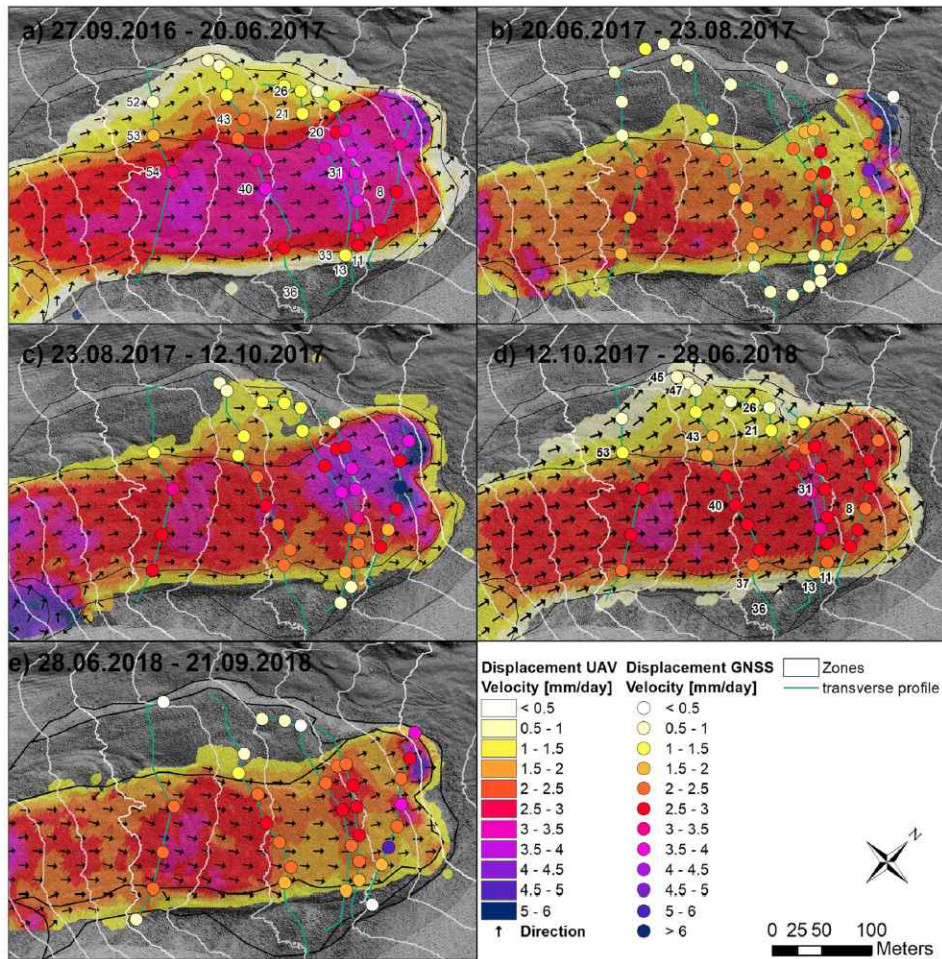 a) 27.09.2016 - 20.06.2017
52
53
54
43
26
21
20
31
40
8
33
13
11
36
b) 20.06.2017 - 23.08.2017
c) 23.08.2017 - 12.10.2017
d) 12.10.2017 - 28.06.2018
45
47
26
43
21
53
40
31
8
37
13
11
36
e) 28.06.2018 - 21.09.2018
Displacement UAV
Velocity [mm/day]
< 0.5
0.5 - 1
1 - 1.5
1.5 - 2
2 - 2.5
2.5 - 3
3 - 3.5
3.5 - 4
4 - 4.5
4.5 - 5
5 - 6
↑ Direction
Displacement GNSS
Velocity [mm/day]
< 0.5
0.5 - 1
1 - 1.5
1.5 - 2
2 - 2.5
2.5 - 3
3 - 3.5
3.5 - 4
4 - 4.5
4.5 - 5
5 - 6
> 6
Zones
transverse profile
N
0 25 50 100
Meters